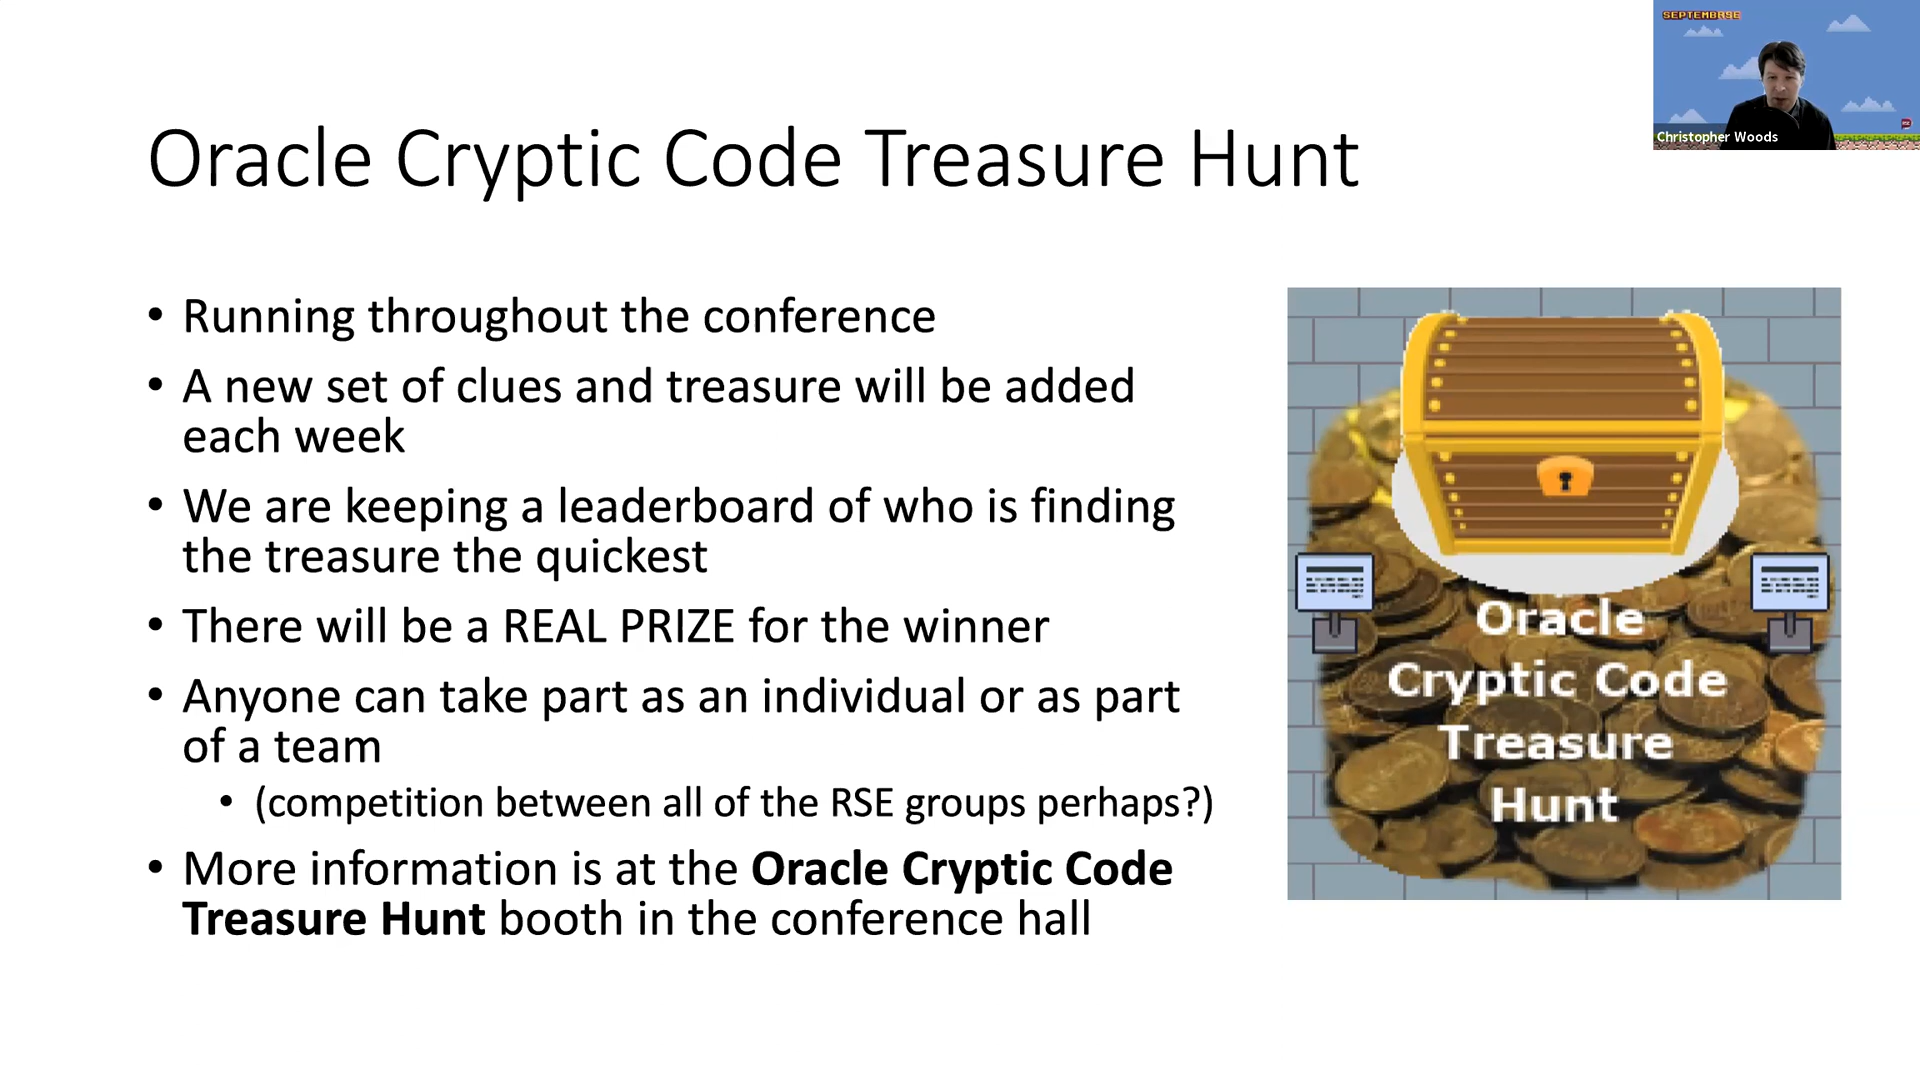 SEPTEMBRSE
Christopher Woods
Oracle Cryptic Code Treasure Hunt
• Running throughout the conference
• A new set of clues and treasure will be added
each week
• We are keeping a leaderboard of who is finding
the treasure the quickest
• There will be a REAL PRIZE for the winner
• Anyone can take part as an individual or as part
of a team
• (competition between all of the RSE groups perhaps?)
• More information is at the Oracle Cryptic Code
Treasure Hunt booth in the conference hall
Oracle
Cryptic Code
Treasure
Hunt